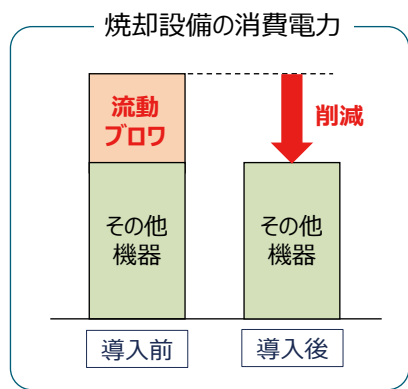 焼却設備の消費電力
流動
ブロワ
削減
その他
機器
その他
機器
導入前
導入後